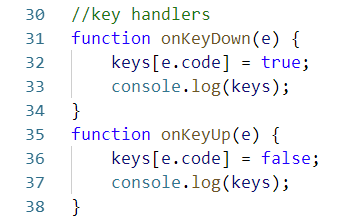 30 //key handlers
31 function onKeyDown(e) {
32     keys[e.code] = true;
33     console.log(keys);
34 }
35 function onKeyUp(e) {
36     keys[e.code] = false;
37     console.log(keys);
38 }